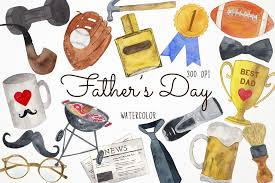 300 DPI
Father's Day
WATERCOLOR
BEST
DAD
NEWS